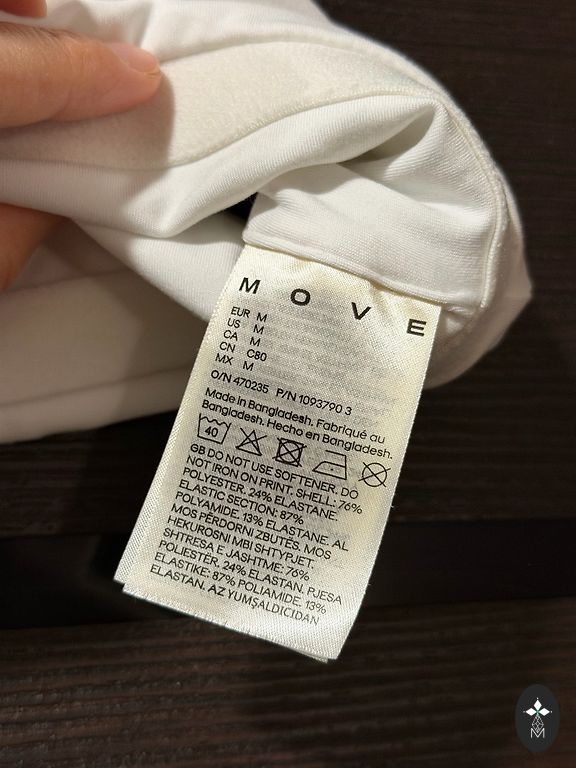 MOVE
EUR M
US M
CA M
CN C80
MX M
O/N 470235 P/N 1093790 3
Made in Bangladesh. Fabriqué au
Bangladesh. Hecho en Bangladesh.
40
GB DO NOT USE SOFTENER. DO
NOT IRON ON PRINT. SHELL: 76%
POLYESTER. 24% ELASTANE.
ELASTIC SECTION: 87%
POLYAMIDE. 13% ELASTANE. AL
MOS PËRDORNI ZBUTËS. MOS
HEKUROSNI MBI SHTYPJET.
SHTRESA E JASHTME: 76%
POLIESTËR. 24% ELASTAN. PJESA
ELASTIKE: 87% POLIAMIDE. 13%
ELASTAN. AZ YUMŞALDICIDAN
M